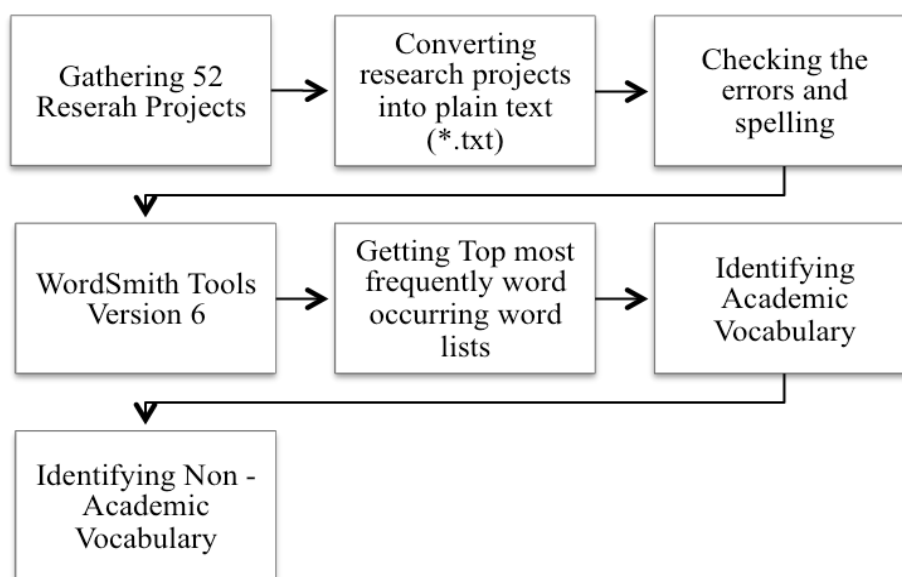 Gathering 52
Reserah Projects
Converting
research projects
into plain text
(*.txt)
Checking the
errors and
spelling
WordSmith Tools
Version 6
Getting Top most
frequently word
occurring word
lists
Identifying
Academic
Vocabulary
Identifying Non -
Academic
Vocabulary